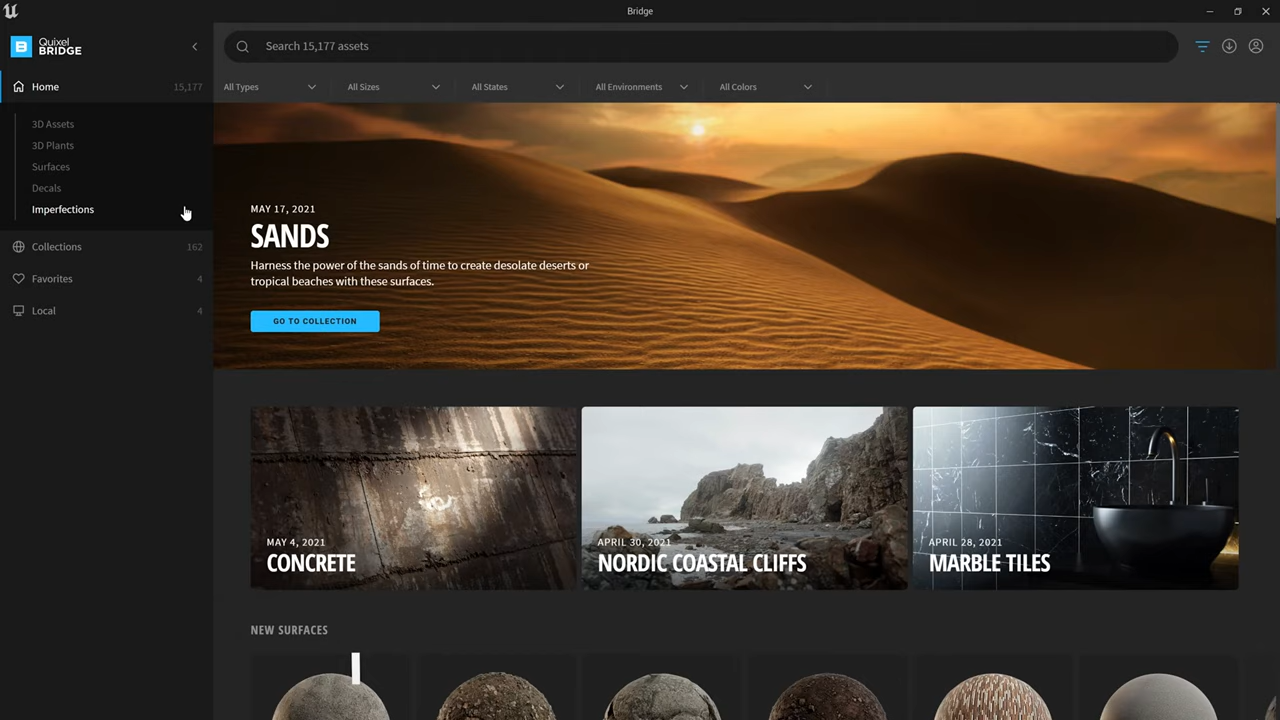 Bridge
Quixel
BRIDGE
Search 15,177 assets
Home 15,177
All Types
All Sizes
All States
All Environments
All Colors
3D Assets
3D Plants
Surfaces
Decals
Imperfections
Collections 162
Favorites 4
Local 4
MAY 17, 2021
SANDS
Harness the power of the sands of time to create desolate deserts or
tropical beaches with these surfaces.
GO TO COLLECTION
MAY 4, 2021
CONCRETE
APRIL 30, 2021
NORDIC COASTAL CLIFFS
APRIL 28, 2021
MARBLE TILES
NEW SURFACES